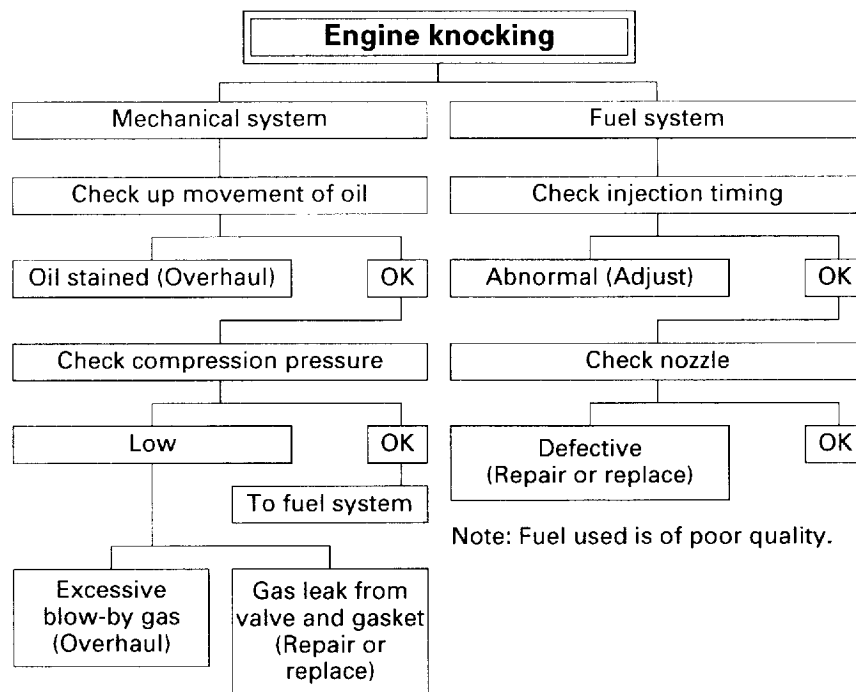 Engine knocking
Mechanical system
Fuel system
Check up movement of oil
Check injection timing
Oil stained (Overhaul)
OK
Abnormal (Adjust)
OK
Check compression pressure
Check nozzle
Low
OK
Defective
(Repair or replace)
OK
To fuel system
Note: Fuel used is of poor quality.
Excessive
blow-by gas
(Overhaul)
Gas leak from
valve and gasket
(Repair or
replace)